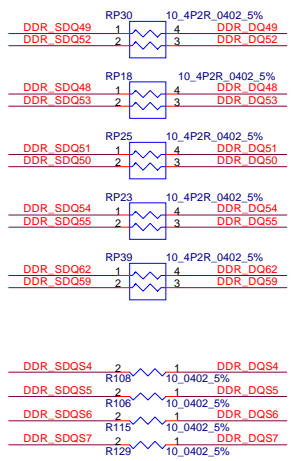 RP30 10_4P2R_0402_5%
DDR_SDQ49 1 4 DDR_DQ49
DDR_SDQ52 2 3 DDR_DQ52
RP18 10_4P2R_0402_5%
DDR_SDQ48 1 4 DDR_DQ48
DDR_SDQ53 2 3 DDR_DQ53
RP25 10_4P2R_0402_5%
DDR_SDQ51 1 4 DDR_DQ51
DDR_SDQ50 2 3 DDR_DQ50
RP23 10_4P2R_0402_5%
DDR_SDQ54 1 4 DDR_DQ54
DDR_SDQ55 2 3 DDR_DQ55
RP39 10_4P2R_0402_5%
DDR_SDQ62 1 4 DDR_DQ62
DDR_SDQ59 2 3 DDR_DQ59
DDR_SDQS4 2 1 DDR_DQS4
R108 10_0402_5%
DDR_SDQS5 2 1 DDR_DQS5
R106 10_0402_5%
DDR_SDQS6 2 1 DDR_DQS6
R115 10_0402_5%
DDR_SDQS7 2 1 DDR_DQS7
R129 10_0402_5%